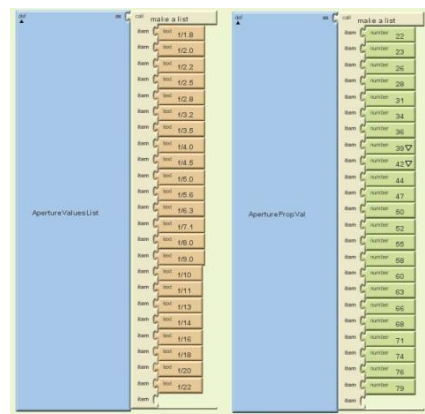 def
call make a list
item text f/1.8
item text f/2.0
item text f/2.2
item text f/2.5
item text f/2.8
item text f/3.2
item text f/3.5
item text f/4.0
item text f/4.5
item text f/5.0
item text f/5.6
item text f/6.3
item text f/7.1
item text f/8.0
item text f/9.0
item text f/10
item text f/11
item text f/13
item text f/14
item text f/16
item text f/18
item text f/20
item text f/22
item
ApertureValuesList
def
call make a list
item number 22
item number 23
item number 26
item number 28
item number 31
item number 34
item number 36
item number 39
item number 42
item number 44
item number 47
item number 50
item number 52
item number 55
item number 58
item number 60
item number 63
item number 66
item number 68
item number 71
item number 74
item number 76
item number 79
item
AperturePropVal